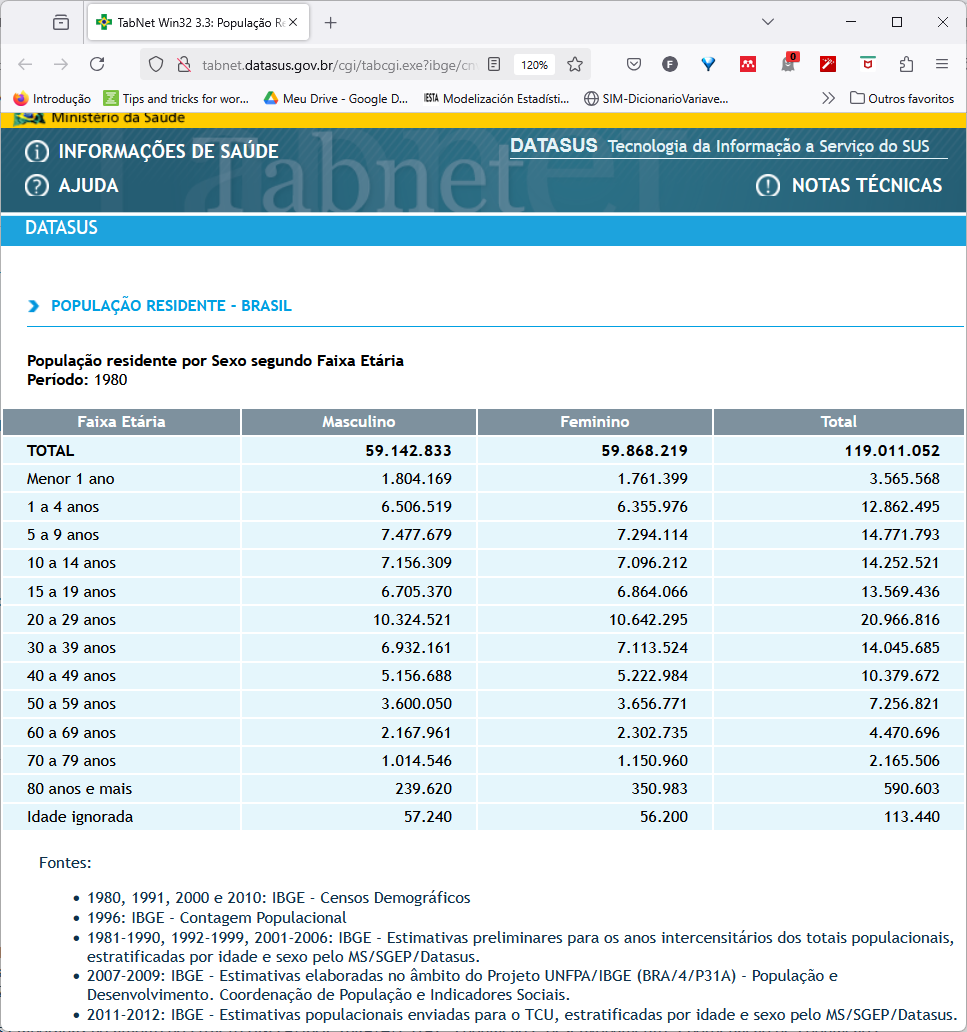 TabNet Win32 3.3: População Re
tabnet.datasus.gov.br/cgi/tabcgi.exe?ibge/cn
120%
F
0
Introdução
Tips and tricks for wor...
Meu Drive - Google D...
IESTA Modelización Estadísti...
SIM-DicionarioVariave...
Outros favoritos
Ministério da Saúde
Tabnet
INFORMAÇÕES DE SAÚDE
DATASUS Tecnologia da Informação a Serviço do SUS
AJUDA
NOTAS TÉCNICAS
DATASUS
POPULAÇÃO RESIDENTE - BRASIL
População residente por Sexo segundo Faixa Etária
Período: 1980
Faixa Etária Masculino Feminino Total
TOTAL 59.142.833 59.868.219 119.011.052
Menor 1 ano 1.804.169 1.761.399 3.565.568
1 a 4 anos 6.506.519 6.355.976 12.862.495
5 a 9 anos 7.477.679 7.294.114 14.771.793
10 a 14 anos 7.156.309 7.096.212 14.252.521
15 a 19 anos 6.705.370 6.864.066 13.569.436
20 a 29 anos 10.324.521 10.642.295 20.966.816
30 a 39 anos 6.932.161 7.113.524 14.045.685
40 a 49 anos 5.156.688 5.222.984 10.379.672
50 a 59 anos 3.600.050 3.656.771 7.256.821
60 a 69 anos 2.167.961 2.302.735 4.470.696
70 a 79 anos 1.014.546 1.150.960 2.165.506
80 anos e mais 239.620 350.983 590.603
Idade ignorada 57.240 56.200 113.440
Fontes:
• 1980, 1991, 2000 e 2010: IBGE - Censos Demográficos
• 1996: IBGE - Contagem Populacional
• 1981-1990, 1992-1999, 2001-2006: IBGE - Estimativas preliminares para os anos intercensitários dos totais populacionais,
estratificadas por idade e sexo pelo MS/SGEP/Datasus.
• 2007-2009: IBGE - Estimativas elaboradas no âmbito do Projeto UNFPA/IBGE (BRA/4/P31A) - População e
Desenvolvimento. Coordenação de População e Indicadores Sociais.
• 2011-2012: IBGE - Estimativas populacionais enviadas para o TCU, estratificadas por idade e sexo pelo MS/SGEP/Datasus.